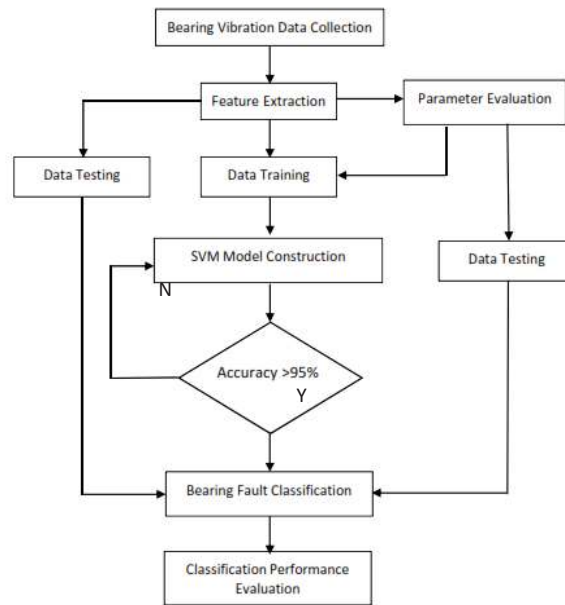 Bearing Vibration Data Collection
Feature Extraction
Parameter Evaluation
Data Testing
Data Training
SVM Model Construction
Data Testing
N
Accuracy >95%
Y
Bearing Fault Classification
Classification Performance
Evaluation